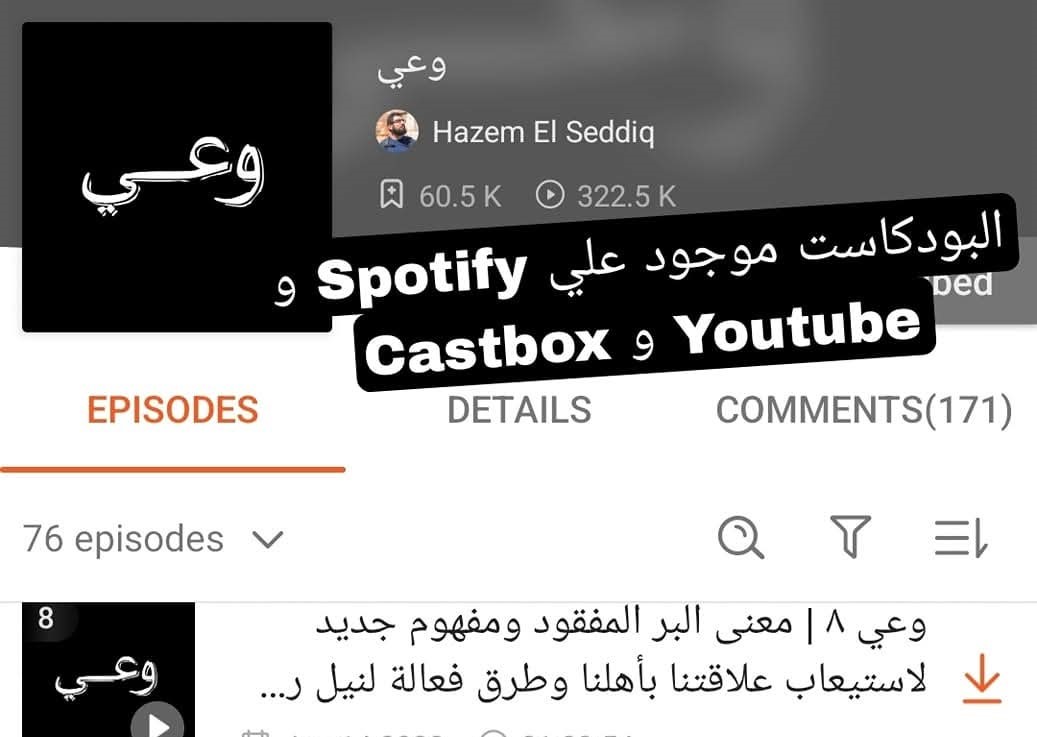 وعي
وعي
Hazem El Seddiq
60.5 K 322.5 K
البودكاست موجود علي Spotify و
Youtube و Castbox
EPISODES DETAILS COMMENTS(171)
76 episodes
8
وعي
وعي ٨ | معنى البر المفقود ومفهوم جديد
لاستيعاب علاقتنا بأهلنا وطرق فعالة لنيل ر...